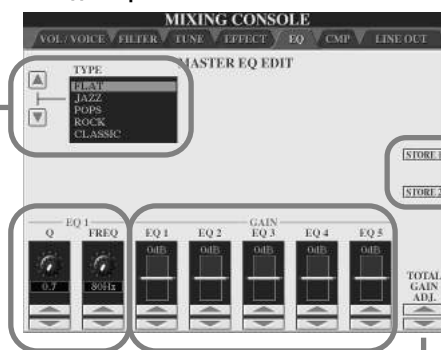 MIXING CONSOLE
VOL/VOICE FILTER TUNE EFFECT EQ CMP LINE OUT
MASTER EQ EDIT
TYPE
FLAT
JAZZ
POPS
ROCK
CLASSIC
STORE 1
STORE 2
EQ 1 GAIN
Q FREQ EQ 1 EQ 2 EQ 3 EQ 4 EQ 5
0dB 0dB 0dB 0dB 0dB
0.7 80Hz
TOTAL
GAIN
ADJ.